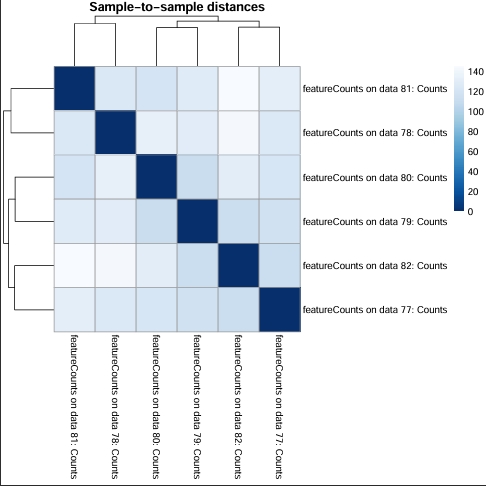 Sample-to-sample distances
featureCounts on data 81: Counts
featureCounts on data 78: Counts
featureCounts on data 80: Counts
featureCounts on data 79: Counts
featureCounts on data 82: Counts
featureCounts on data 77: Counts
140
120
100
80
60
40
20
0
featureCounts on data 81: Counts
featureCounts on data 78: Counts
featureCounts on data 80: Counts
featureCounts on data 79: Counts
featureCounts on data 82: Counts
featureCounts on data 77: Counts